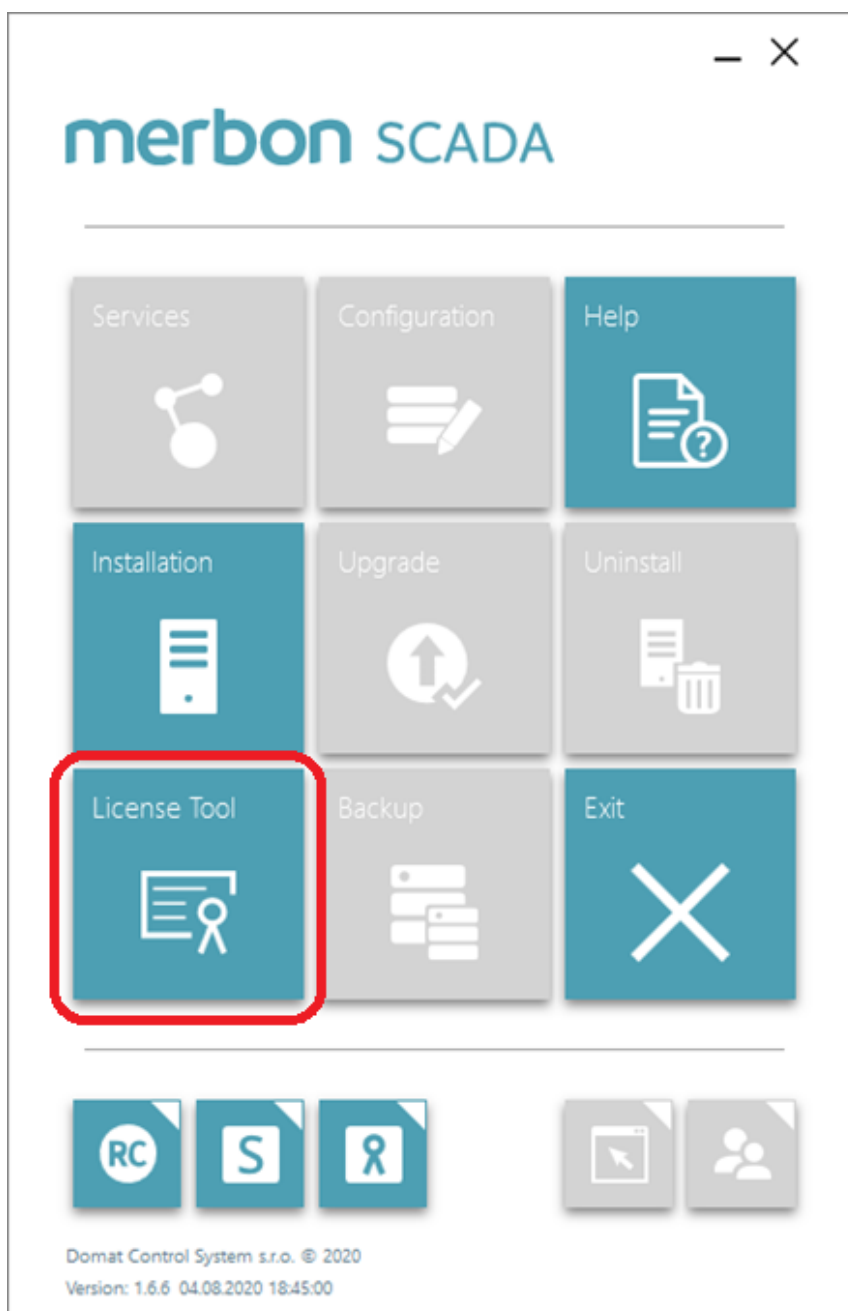 merbon SCADA
Services
Configuration
Help
?
Installation
Upgrade
Uninstall
License Tool
Backup
Exit
RC
S
Domat Control System s.r.o. © 2020
Version: 1.6.6 04.08.2020 18:45:00